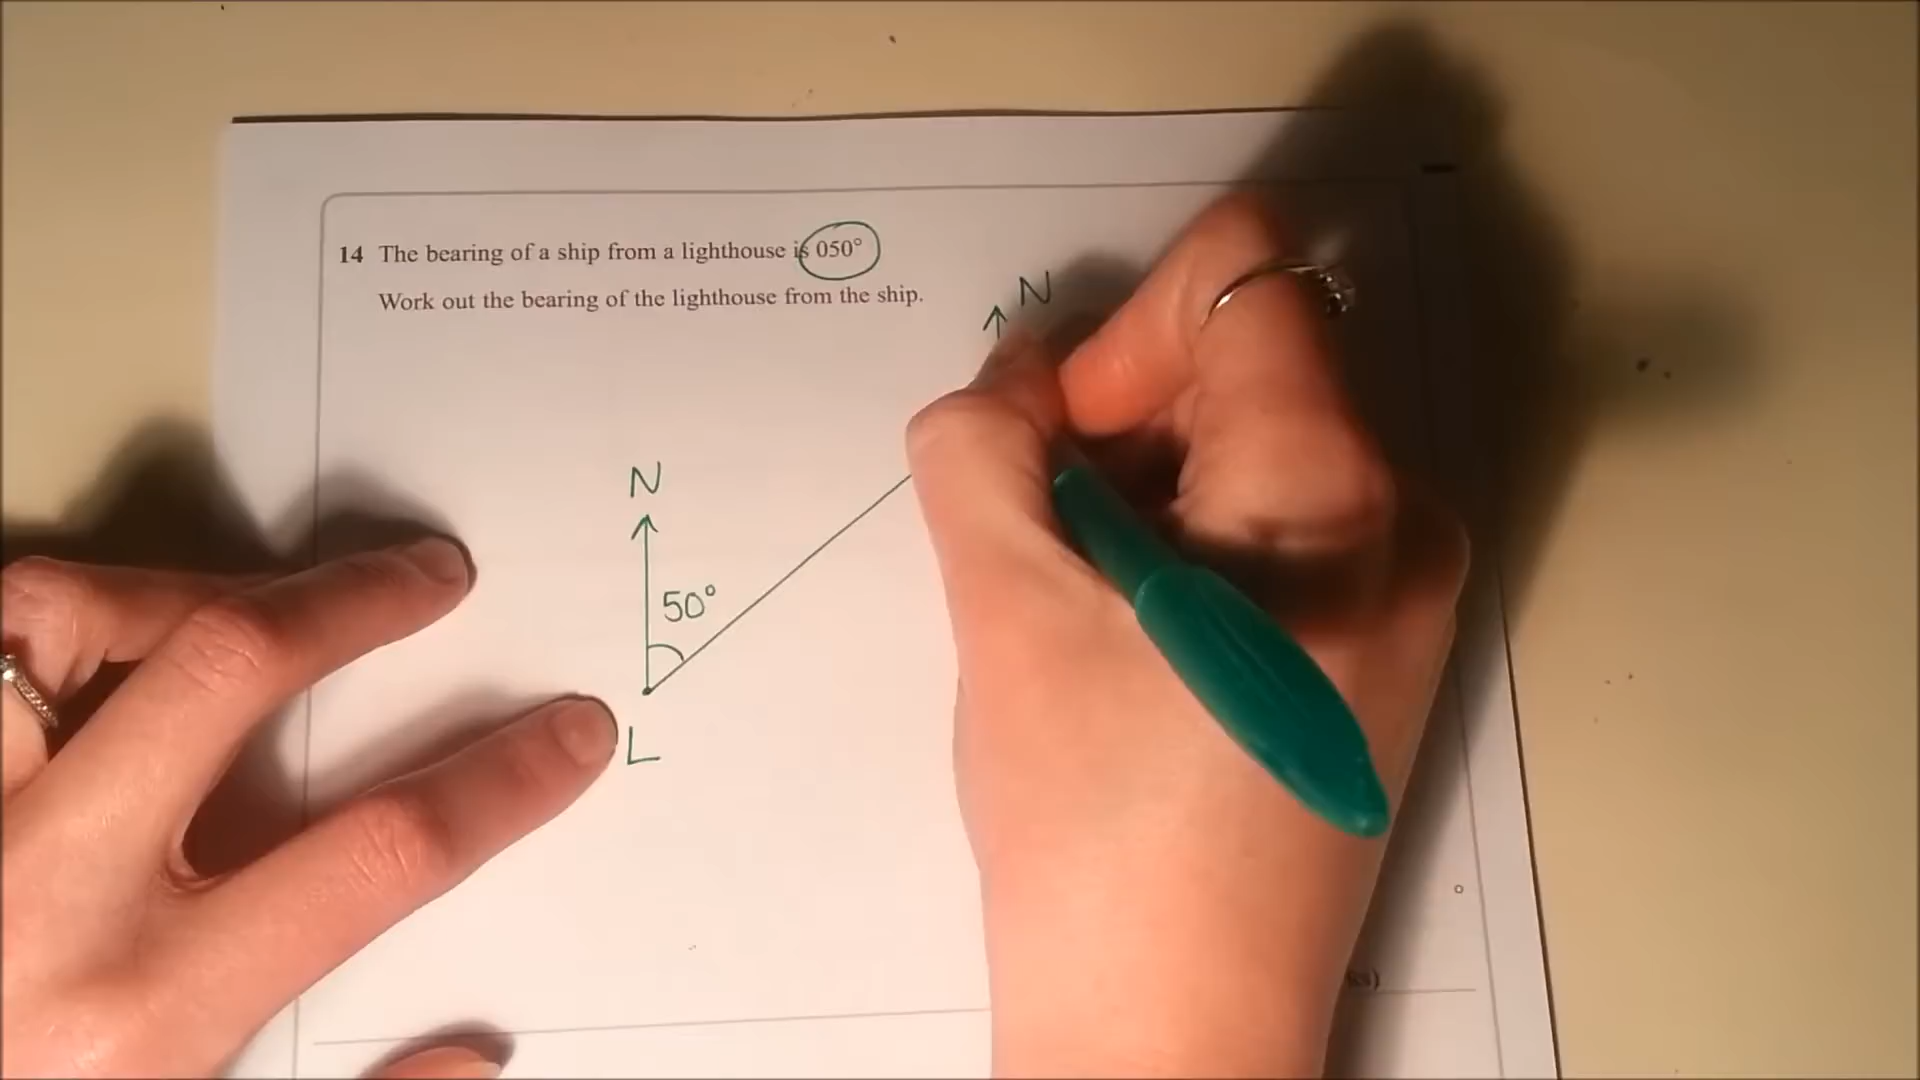 14 The bearing of a ship from a lighthouse is 050°
Work out the bearing of the lighthouse from the ship.
N
N
50°
L
°